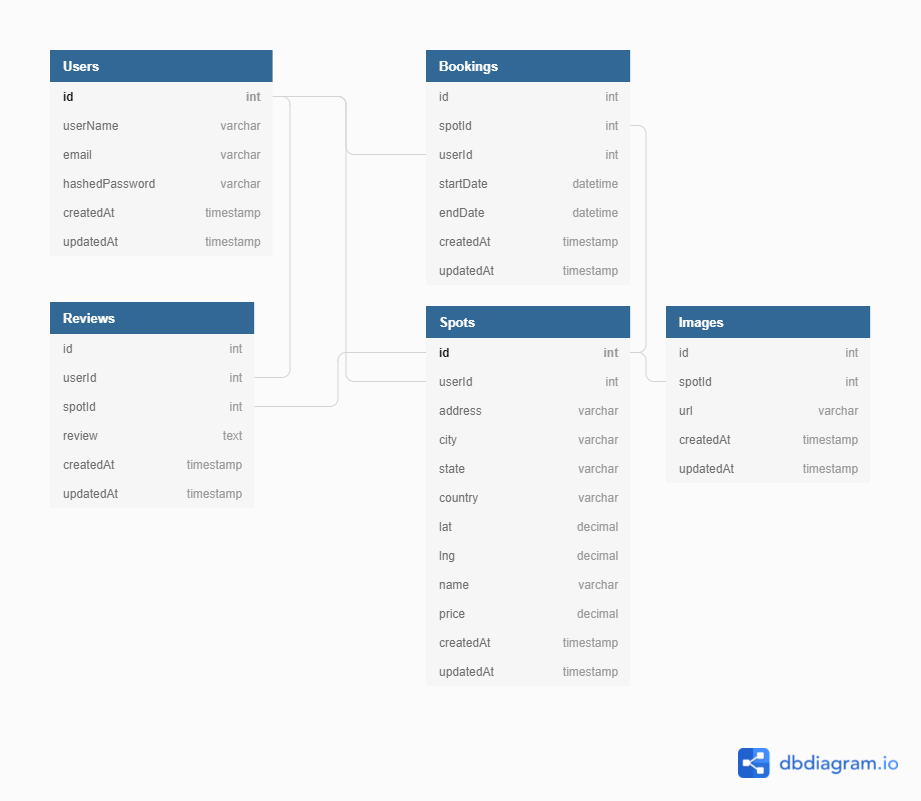 Users
id int
userName varchar
email varchar
hashedPassword varchar
createdAt timestamp
updatedAt timestamp
Bookings
id int
spotId int
userId int
startDate datetime
endDate datetime
createdAt timestamp
updatedAt timestamp
Reviews
id int
userId int
spotId int
review text
createdAt timestamp
updatedAt timestamp
Spots
id int
userId int
address varchar
city varchar
state varchar
country varchar
lat decimal
lng decimal
name varchar
price decimal
createdAt timestamp
updatedAt timestamp
Images
id int
spotId int
url varchar
createdAt timestamp
updatedAt timestamp
dbdiagram.io